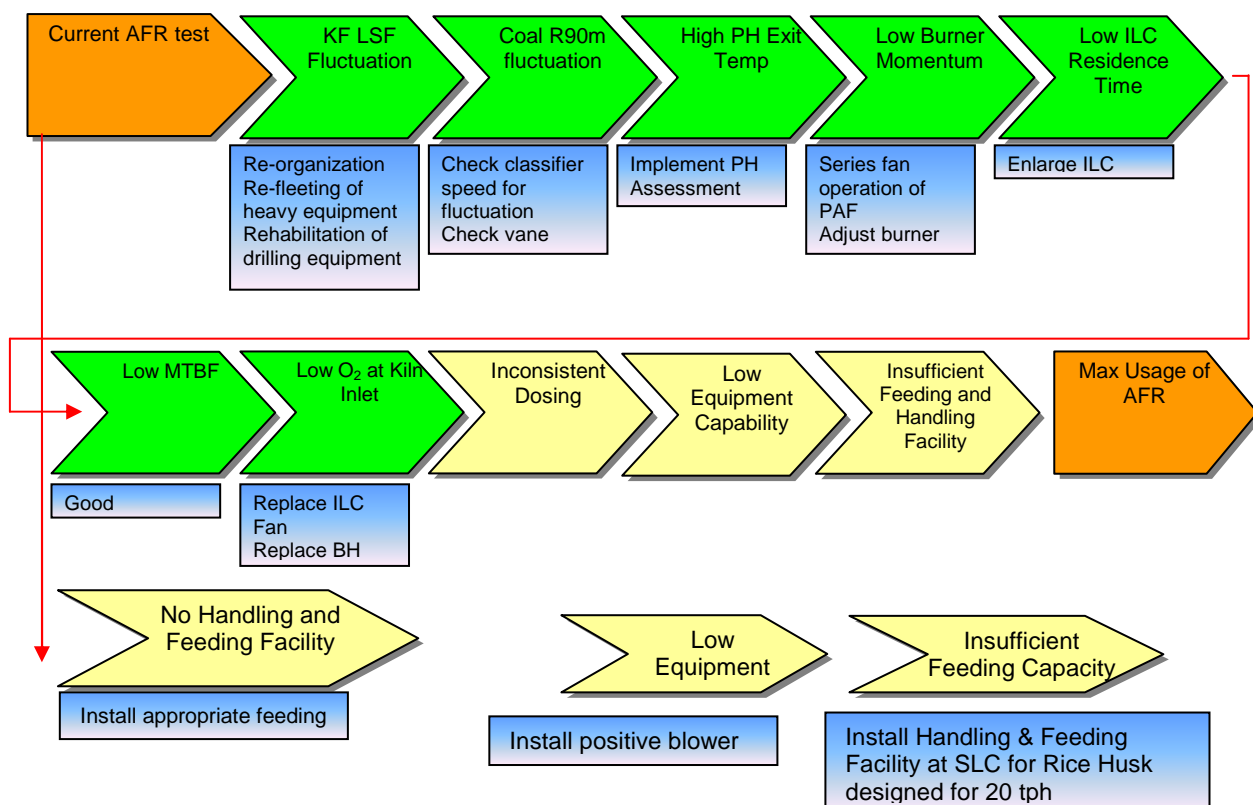 Current AFR test
KF LSF
Fluctuation
Coal R90m
fluctuation
High PH Exit
Temp
Low Burner
Momentum
Low ILC
Residence
Time
Re-organization
Re-fleeting of
heavy equipment
Rehabilitation of
drilling equipment
Check classifier
speed for
fluctuation
Check vane
Implement PH
Assessment
Series fan
operation of
PAF
Adjust burner
Enlarge ILC
Low MTBF
Low O₂ at Kiln
Inlet
Inconsistent
Dosing
Low
Equipment
Capability
Insufficient
Feeding and
Handling
Facility
Max Usage of
AFR
Good
Replace ILC
Fan
Replace BH
No Handling and
Feeding Facility
Low
Equipment
Insufficient
Feeding Capacity
Install appropriate feeding
Install positive blower
Install Handling & Feeding
Facility at SLC for Rice Husk
designed for 20 tph